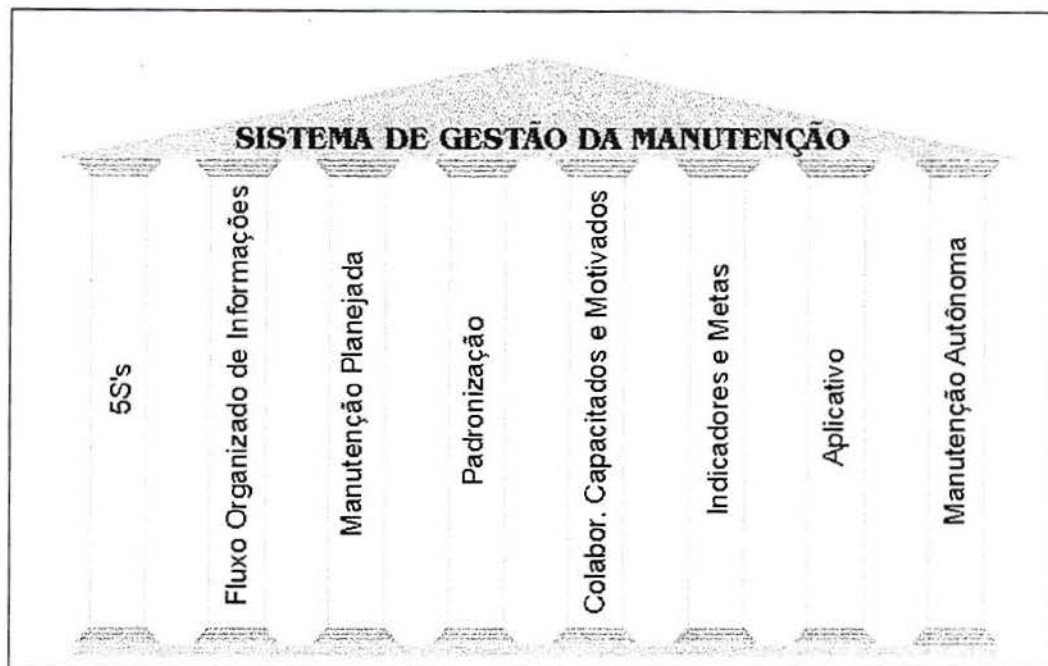 SISTEMA DE GESTÃO DA MANUTENÇÃO
5S's
Fluxo Organizado de Informações
Manutenção Planejada
Padronização
Colabor. Capacitados e Motivados
Indicadores e Metas
Aplicativo
Manutenção Autônoma